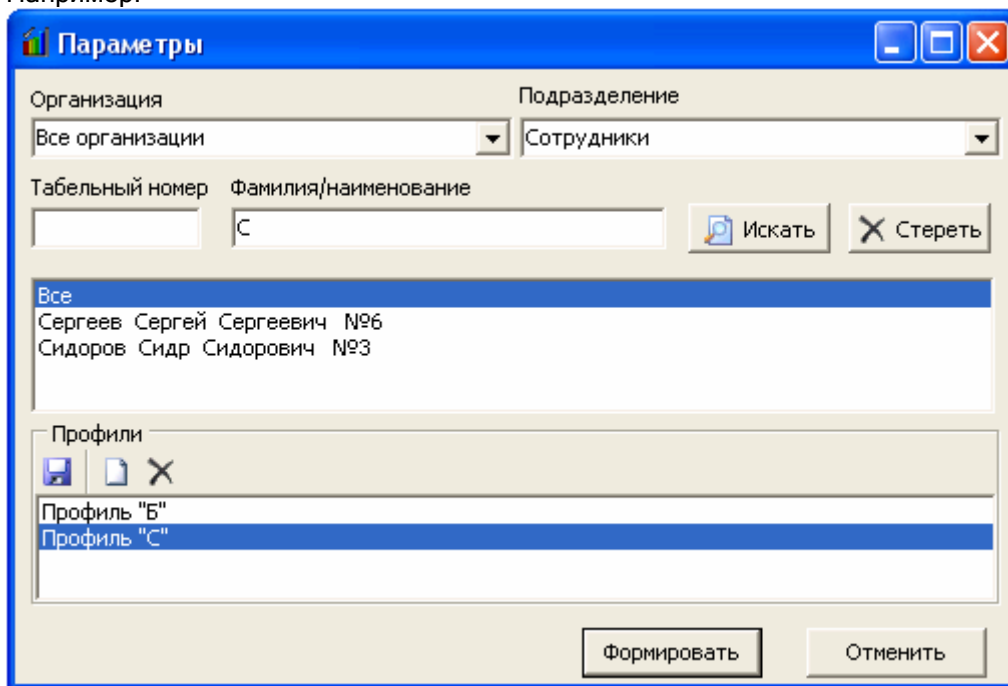 Например:
Параметры
Организация Подразделение
Все организации Сотрудники
Табельный номер Фамилия/наименование
С Искать Стереть
Все
Сергеев Сергей Сергеевич №6
Сидоров Сидр Сидорович №3
Профили
Профиль "Б"
Профиль "С"
Формировать Отменить